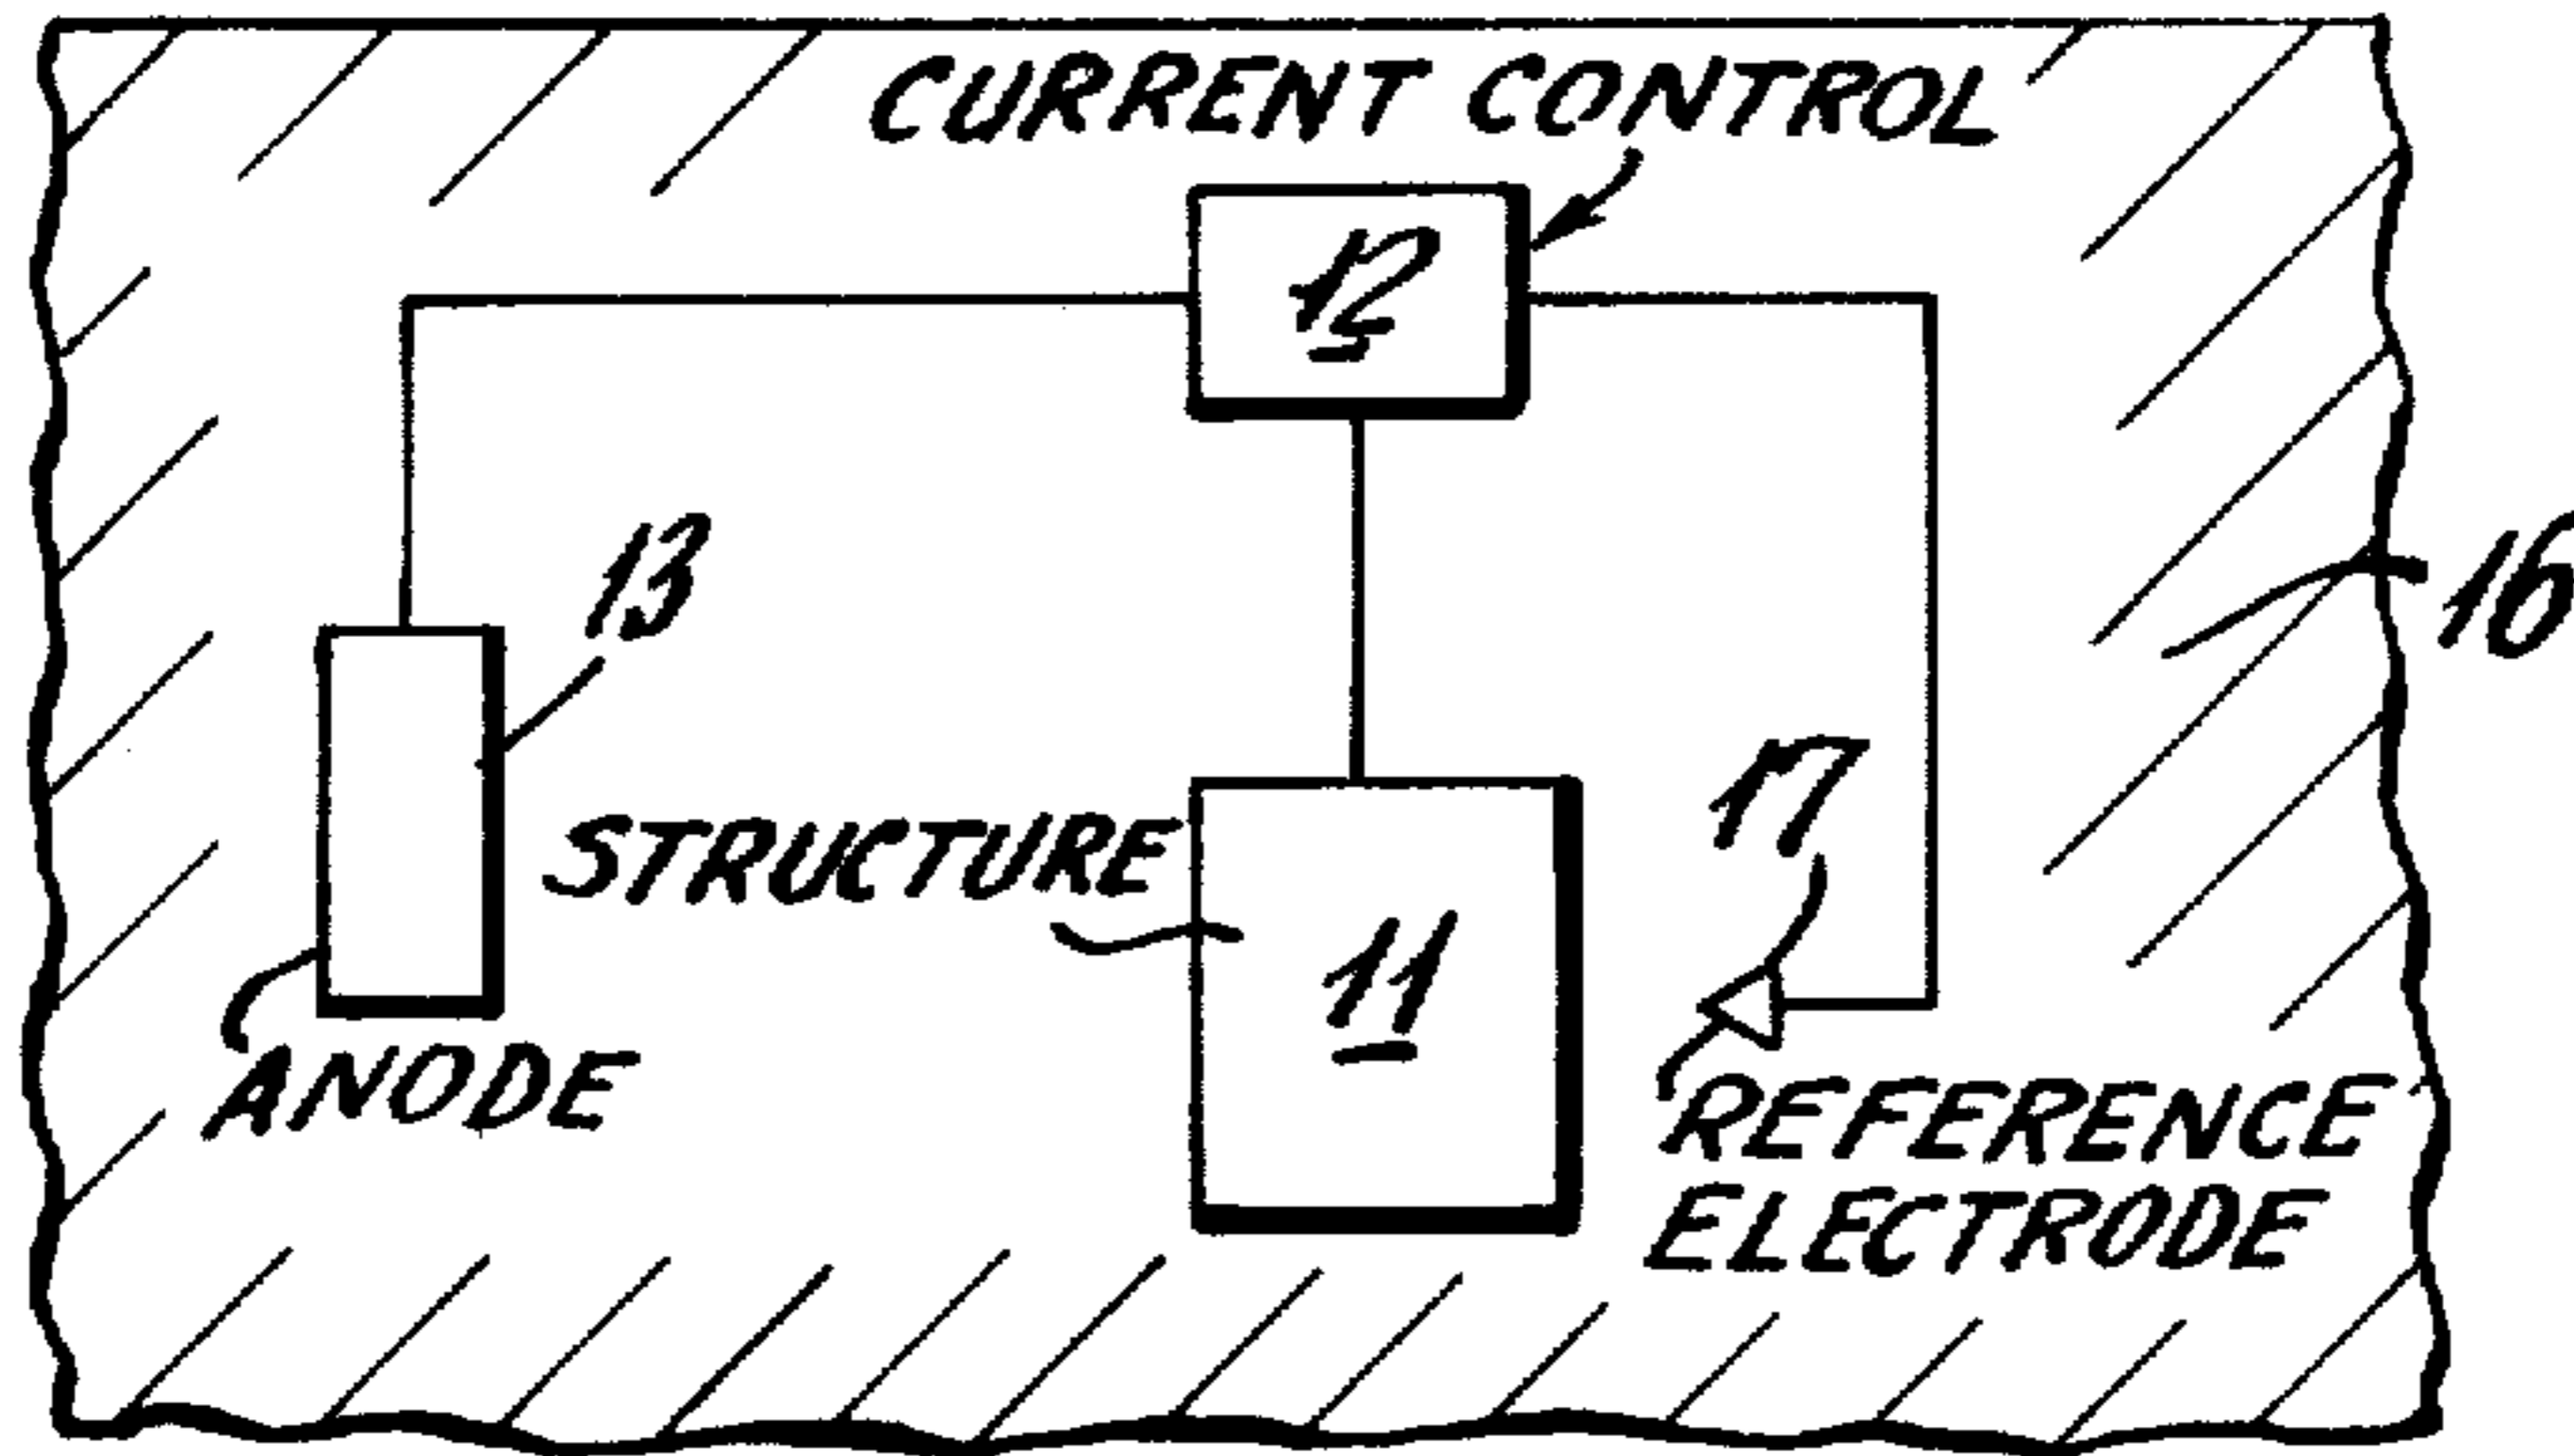 CURRENT CONTROL
12
13
16
17
STRUCTURE
11
ANODE
REFERENCE
ELECTRODE